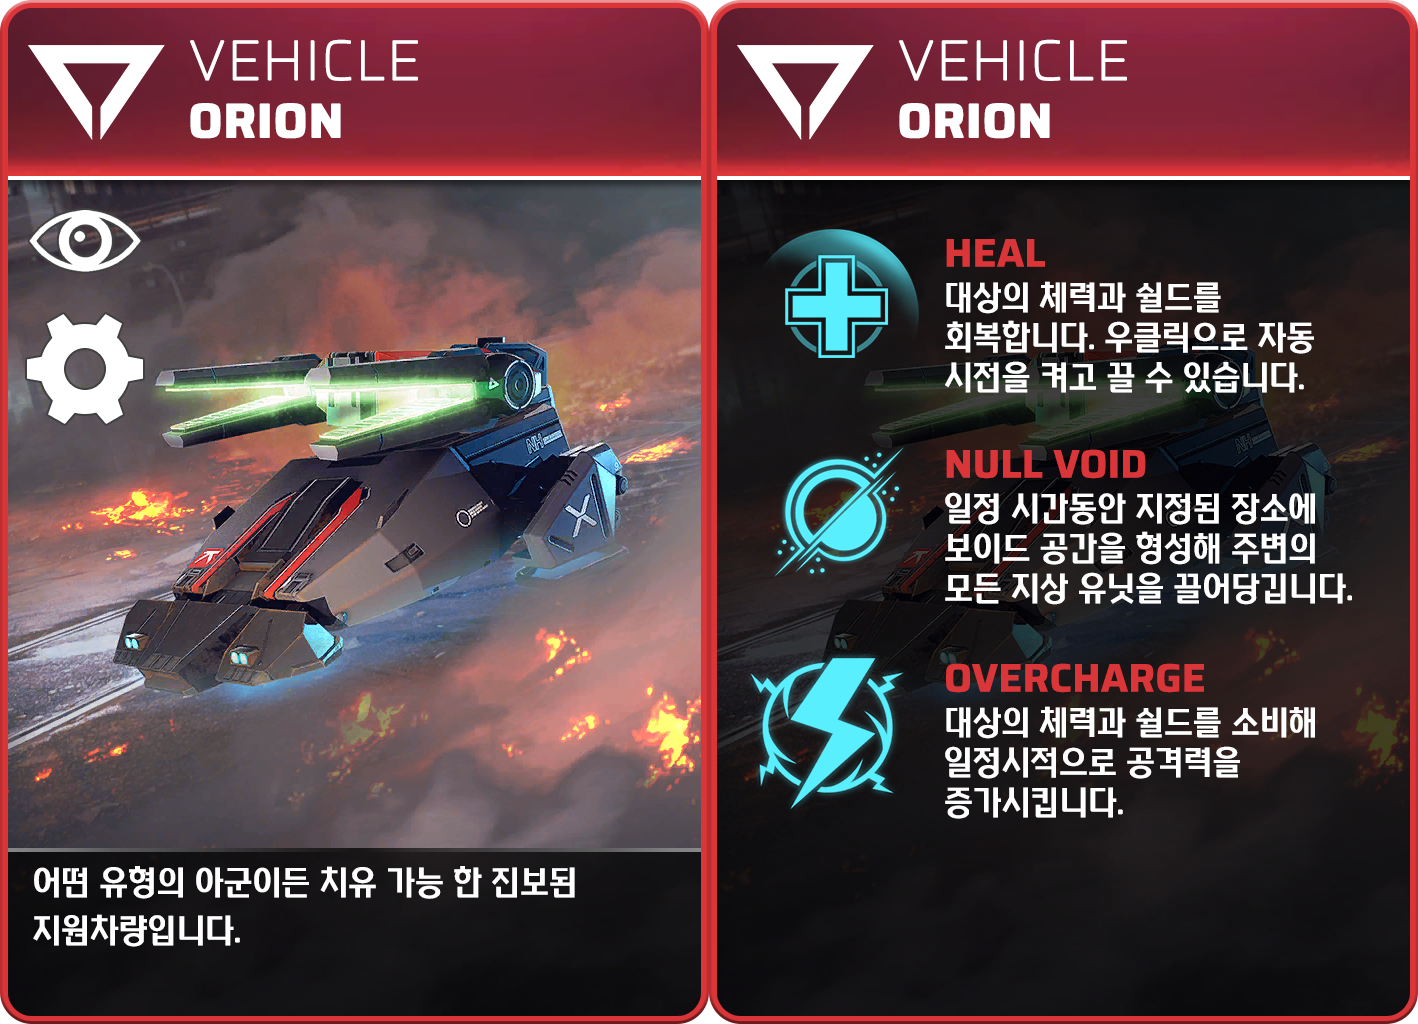 VEHICLE
ORION
어떤 유형의 아군이든 치유 가능 한 진보된
지원차량입니다.
VEHICLE
ORION
HEAL
대상의 체력과 쉴드를
회복합니다. 우클릭으로 자동
시전을 켜고 끌 수 있습니다.
NULL VOID
일정 시간동안 지정된 장소에
보이드 공간을 형성해 주변의
모든 지상 유닛을 끌어당깁니다.
OVERCHARGE
대상의 체력과 쉴드를 소비해
일정시적으로 공격력을
증가시킵니다.
NH
X